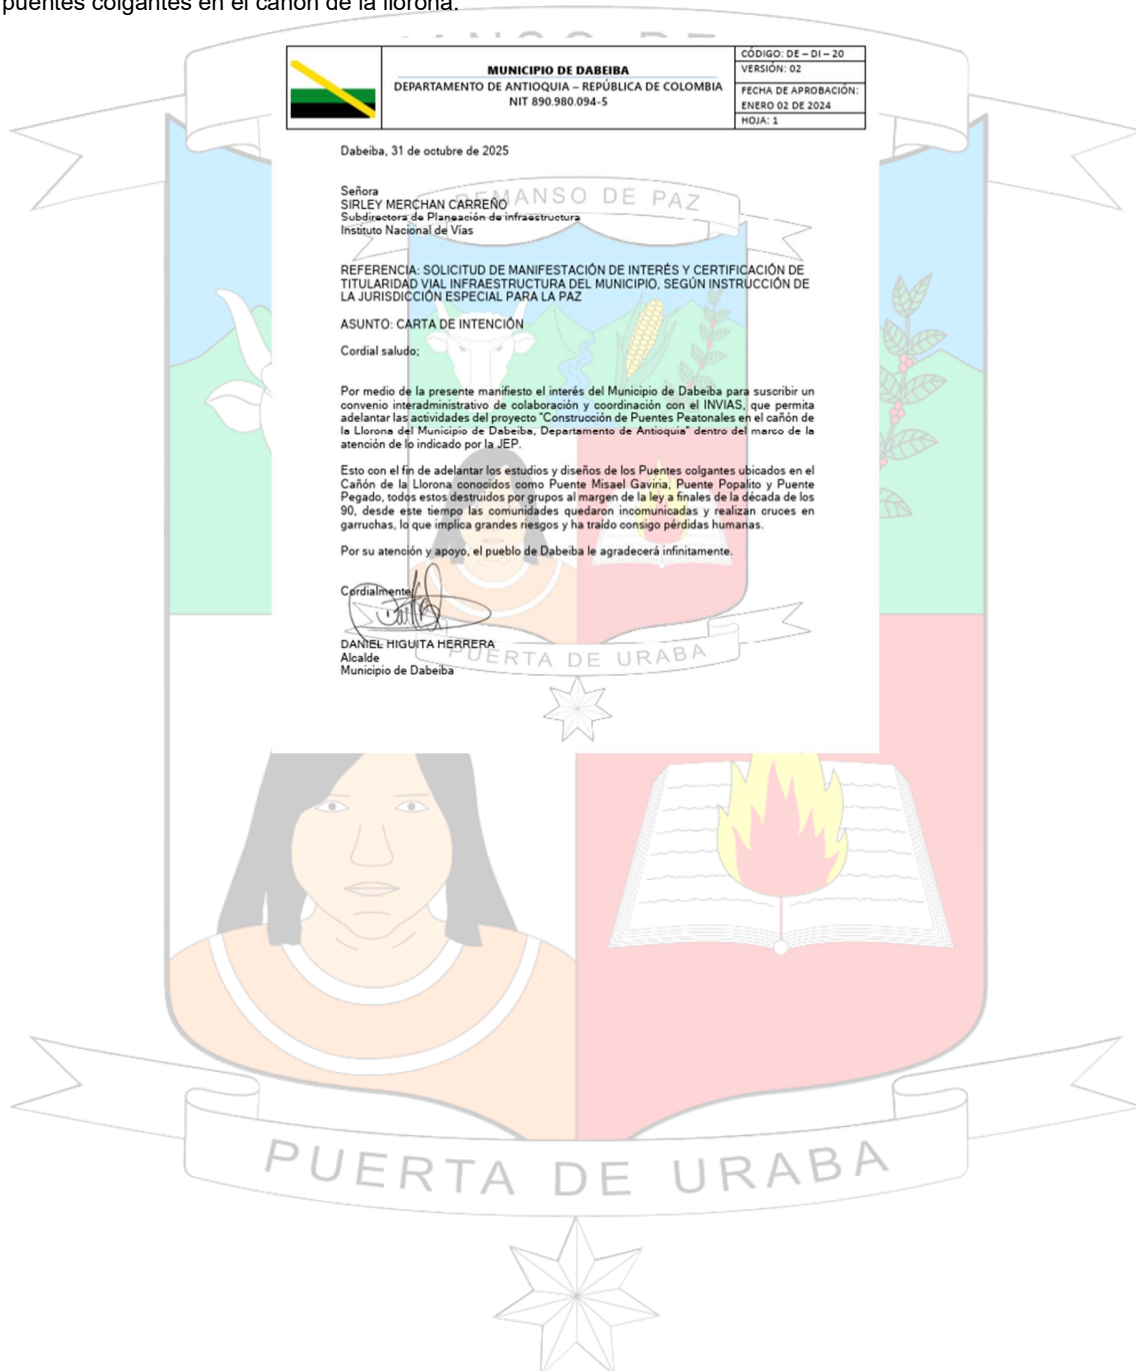 puentes colgantes en el cañón de la llorona.
MUNICIPIO DE DABEIBA
DEPARTAMENTO DE ANTIOQUIA – REPÚBLICA DE COLOMBIA
NIT 890.980.094-5
CÓDIGO: DE – DI – 20
VERSIÓN: 02
FECHA DE APROBACIÓN:
ENERO 02 DE 2024
HOJA: 1
Dabeiba, 31 de octubre de 2025
Señora
SIRLEY MERCHAN CARREÑO
Subdirectora de Planeación de infraestructura
Instituto Nacional de Vías
REMANSO DE PAZ
REFERENCIA: SOLICITUD DE MANIFESTACIÓN DE INTERÉS Y CERTIFICACIÓN DE
TITULARIDAD VIAL INFRAESTRUCTURA DEL MUNICIPIO, SEGÚN INSTRUCCIÓN DE
LA JURISDICCIÓN ESPECIAL PARA LA PAZ
ASUNTO: CARTA DE INTENCIÓN
Cordial saludo;
Por medio de la presente manifiesto el interés del Municipio de Dabeiba para suscribir un
convenio interadministrativo de colaboración y coordinación con el INVIAS, que permita
adelantar las actividades del proyecto "Construcción de Puentes Peatonales en el cañón de
la Llorona del Municipio de Dabeiba, Departamento de Antioquia" dentro del marco de la
atención de lo indicado por la JEP.
Esto con el fin de adelantar los estudios y diseños de los Puentes colgantes ubicados en el
Cañón de la Llorona conocidos como Puente Misael Gaviria, Puente Popalito y Puente
Pegado, todos estos destruidos por grupos al margen de la ley a finales de la década de los
90, desde este tiempo las comunidades quedaron incomunicadas y realizan cruces en
garruchas, lo que implica grandes riesgos y ha traído consigo pérdidas humanas.
Por su atención y apoyo, el pueblo de Dabeiba le agradecerá infinitamente.
Cordialmente
DANIEL HIGUITA HERRERA
Alcalde
Municipio de Dabeiba
PUERTA DE URABA
PUERTA DE URABA